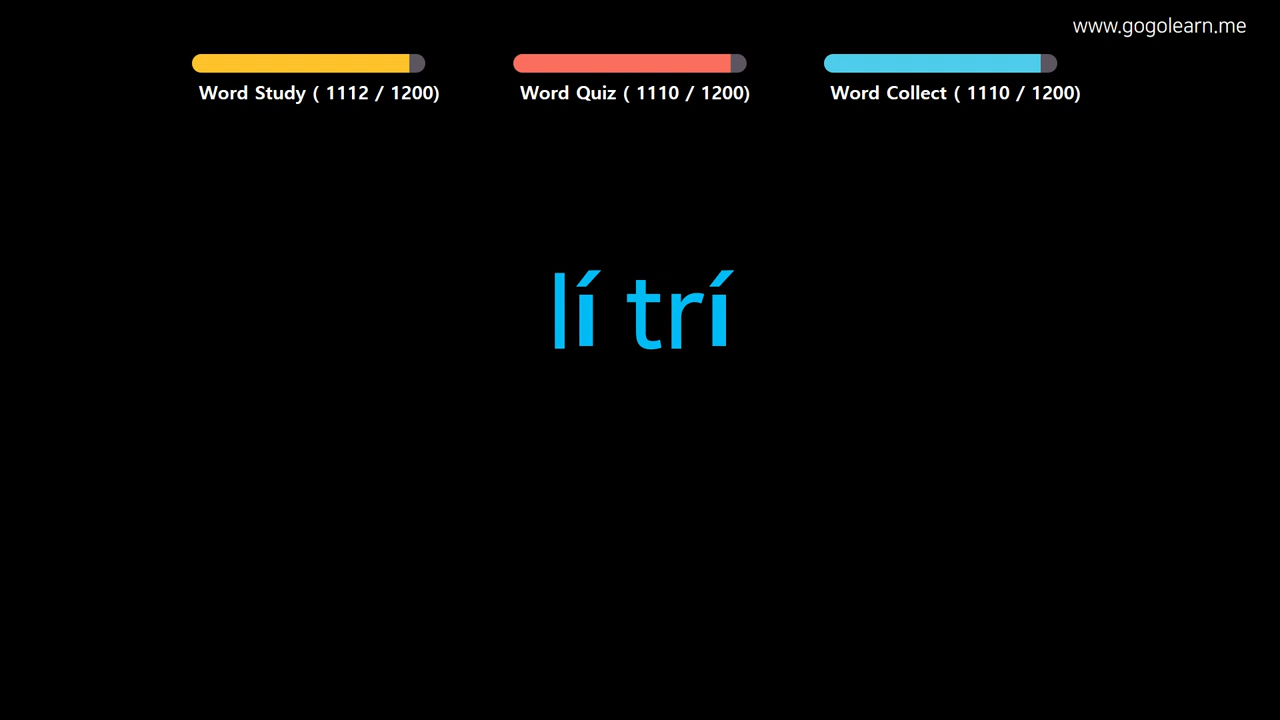 www.gogolearn.me
Word Study ( 1112 / 1200)
Word Quiz ( 1110 / 1200)
Word Collect ( 1110 / 1200)
lí trí